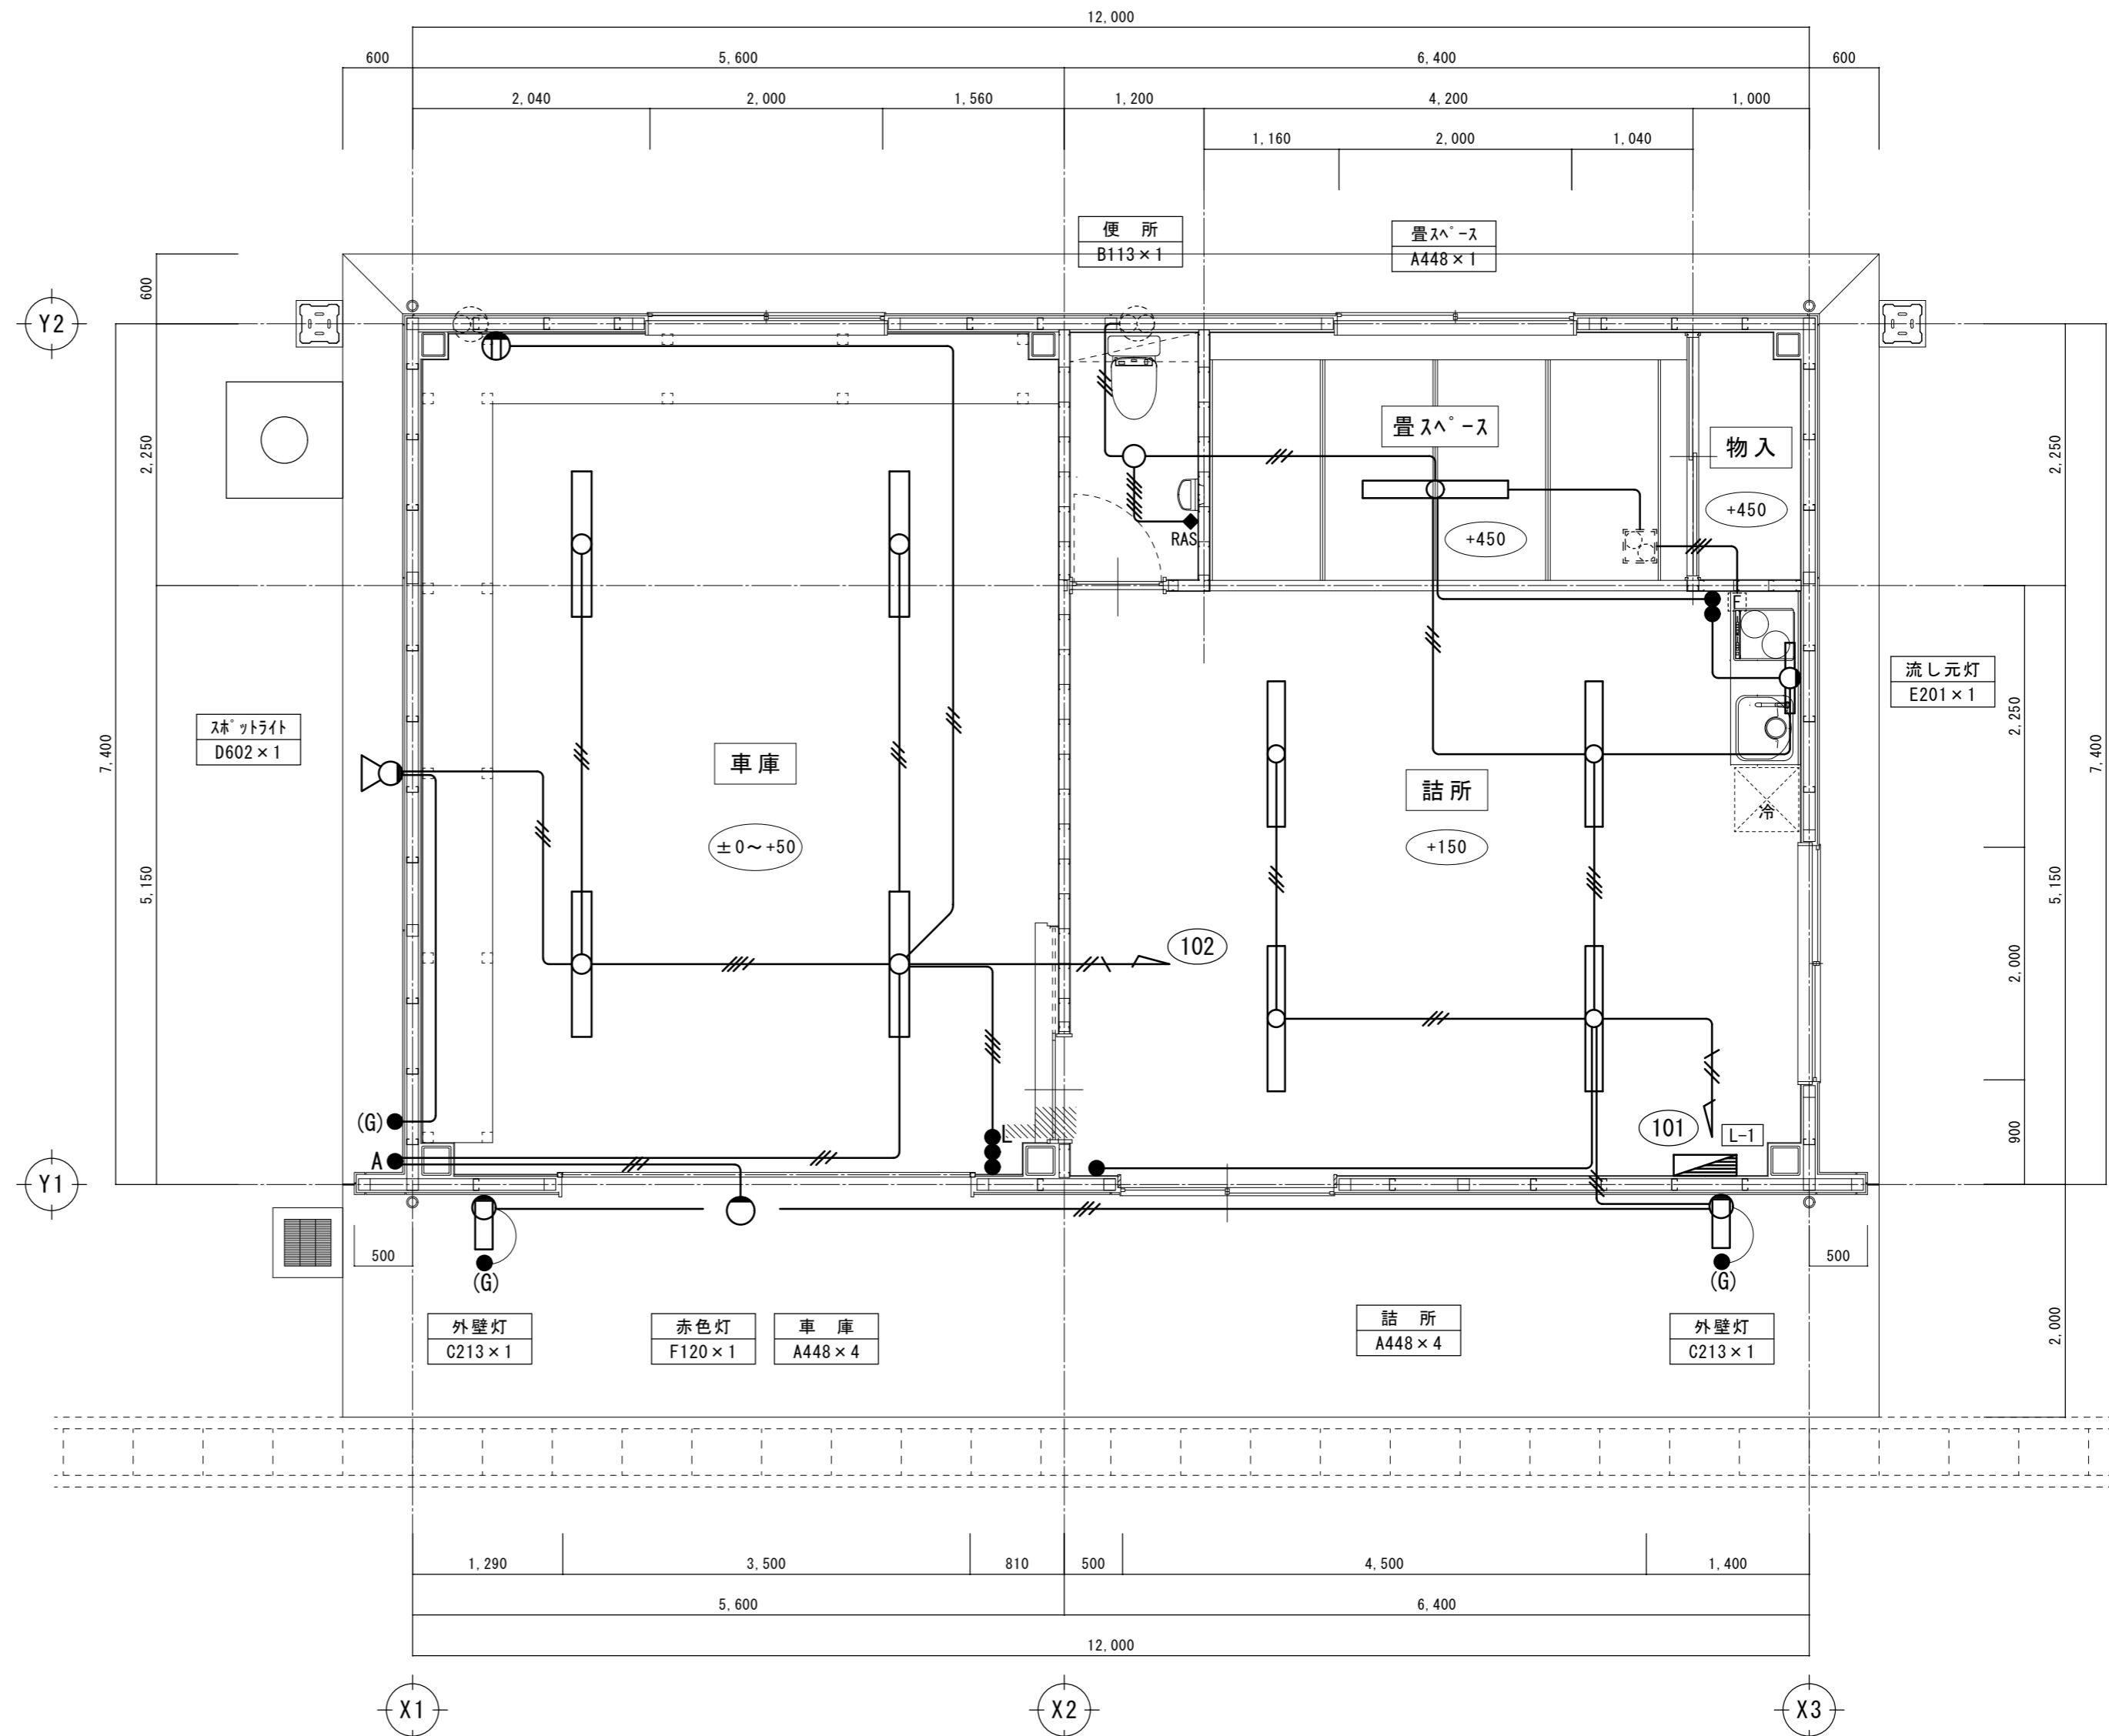 12,000
600
5,600
6,400
600
2,040
2,000
1,560
1,200
4,200
1,000
1,160
2,000
1,040
便 所
B113×1
畳スペース
A448×1
600
Y2
2,250
畳スペース
物入
2,250
+450
+450
RAS
E
流し元灯
E201×1
スポットライト
D602×1
2,250
7,400
車庫
詰所
7,400
冷
±0~+50
+150
5,150
5,150
102
2,000
(G)
L
101
L-1
900
A
Y1
500
(G)
(G)
500
外壁灯
C213×1
赤色灯
F120×1
車 庫
A448×4
詰 所
A448×4
外壁灯
C213×1
2,000
1,290
3,500
810
500
4,500
1,400
5,600
6,400
12,000
X1
X2
X3